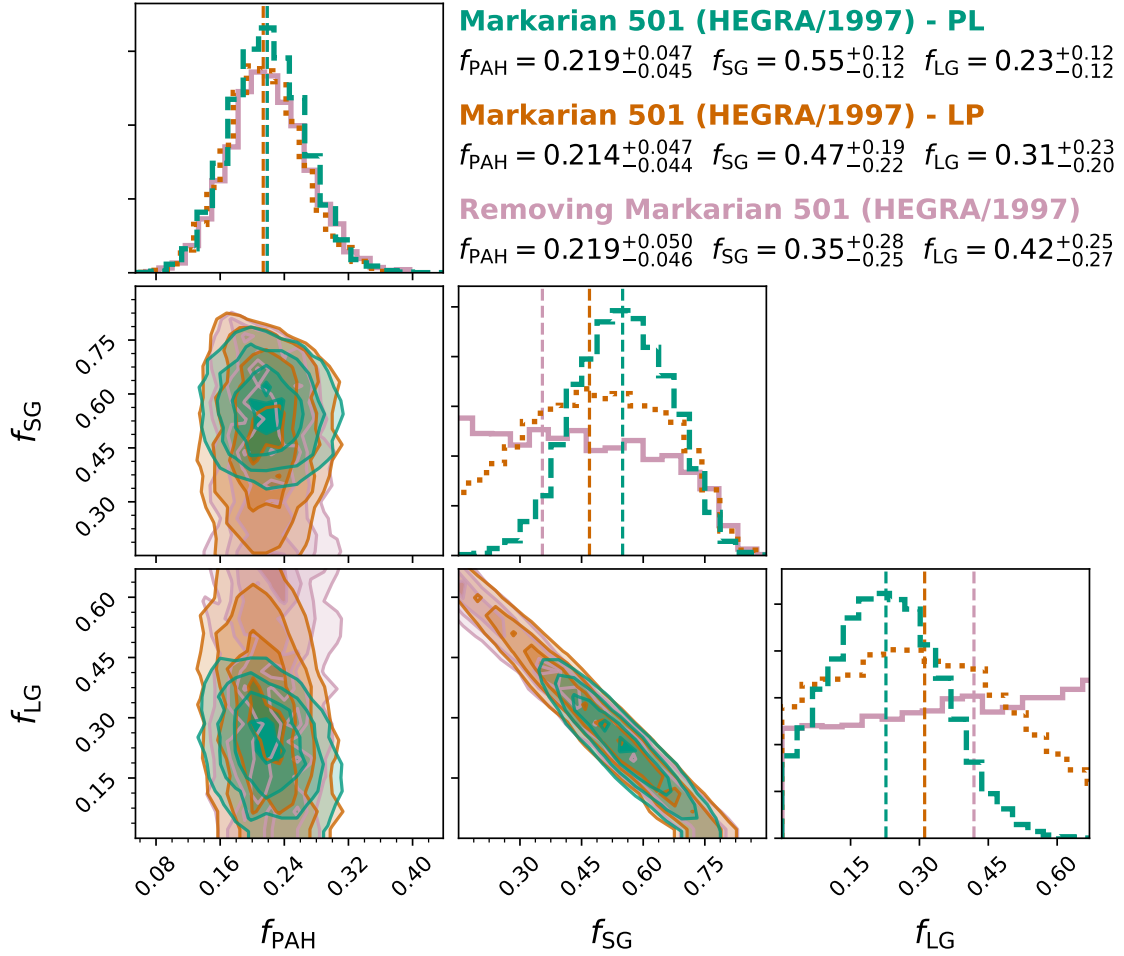 Markarian 501 (HEGRA/1997) - PL
f_PAH = 0.219^{+0.047}_{-0.045} f_SG = 0.55^{+0.12}_{-0.12} f_LG = 0.23^{+0.12}_{-0.12}
Markarian 501 (HEGRA/1997) - LP
f_PAH = 0.214^{+0.047}_{-0.044} f_SG = 0.47^{+0.19}_{-0.22} f_LG = 0.31^{+0.23}_{-0.20}
Removing Markarian 501 (HEGRA/1997)
f_PAH = 0.219^{+0.050}_{-0.046} f_SG = 0.35^{+0.28}_{-0.25} f_LG = 0.42^{+0.25}_{-0.27}
f_SG
0.75
0.60
0.45
0.30
f_LG
0.60
0.45
0.30
0.15
0.08 0.16 0.24 0.32 0.40
0.30 0.45 0.60 0.75
0.15 0.30 0.45 0.60
f_PAH
f_SG
f_LG